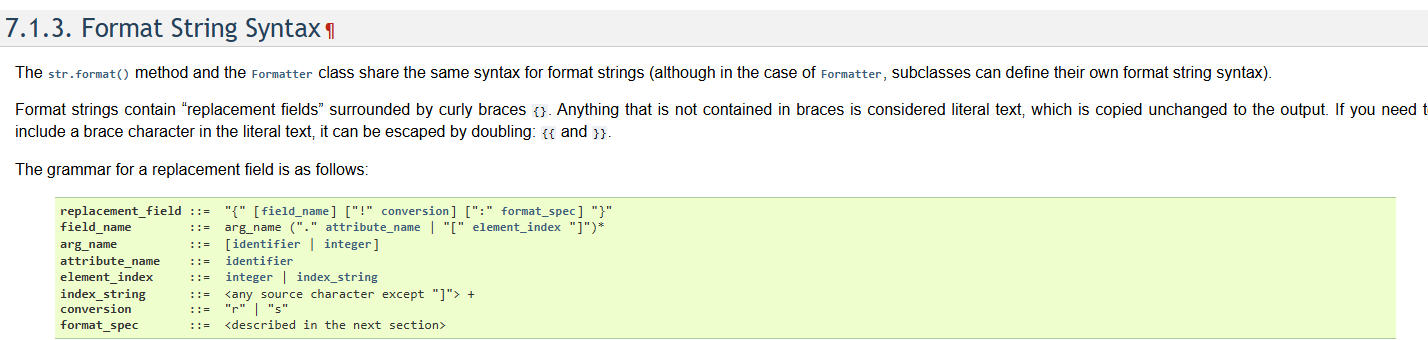 7.1.3. Format String Syntax¶
The str.format() method and the Formatter class share the same syntax for format strings (although in the case of Formatter, subclasses can define their own format string syntax).
Format strings contain “replacement fields” surrounded by curly braces {}. Anything that is not contained in braces is considered literal text, which is copied unchanged to the output. If you need t
include a brace character in the literal text, it can be escaped by doubling: {{ and }}.
The grammar for a replacement field is as follows:
replacement_field ::=  "{" [field_name] ["!" conversion] [":" format_spec] "}"
field_name        ::=  arg_name ("." attribute_name | "[" element_index "]")*
arg_name          ::=  [identifier | integer]
attribute_name    ::=  identifier
element_index     ::=  integer | index_string
index_string      ::=  <any source character except "]"> +
conversion        ::=  "r" | "s"
format_spec       ::=  <described in the next section>